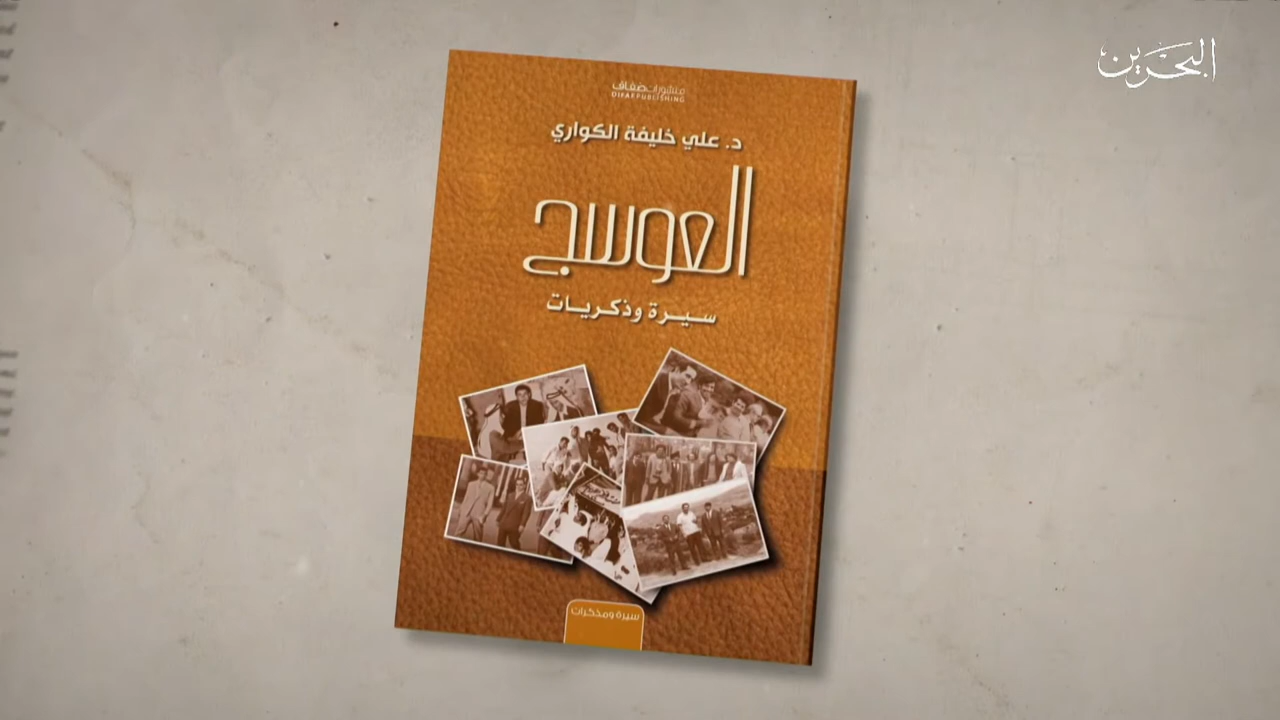 البحرين
منشورات ضفاف
DIFAF PUBLISHING
د. علي خليفة الكواري
العوسج
سيرة وذكريات
سيرة ومذكرات